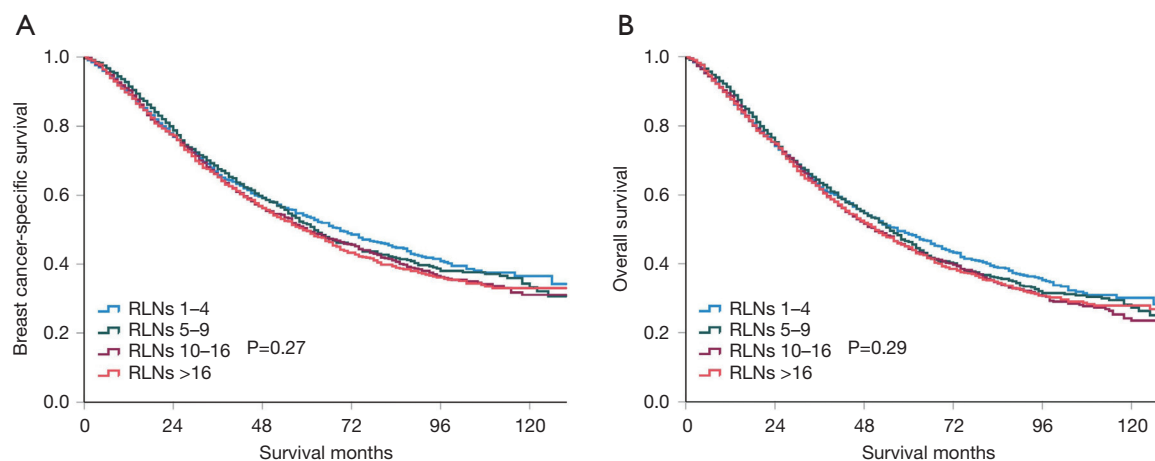 A
Breast cancer-specific survival
1.0
0.8
0.6
0.4
0.2
0.0
RLNs 1–4
RLNs 5–9
RLNs 10–16 P=0.27
RLNs >16
0 24 48 72 96 120
Survival months
B
Overall survival
1.0
0.8
0.6
0.4
0.2
0.0
RLNs 1–4
RLNs 5–9
RLNs 10–16 P=0.29
RLNs >16
0 24 48 72 96 120
Survival months